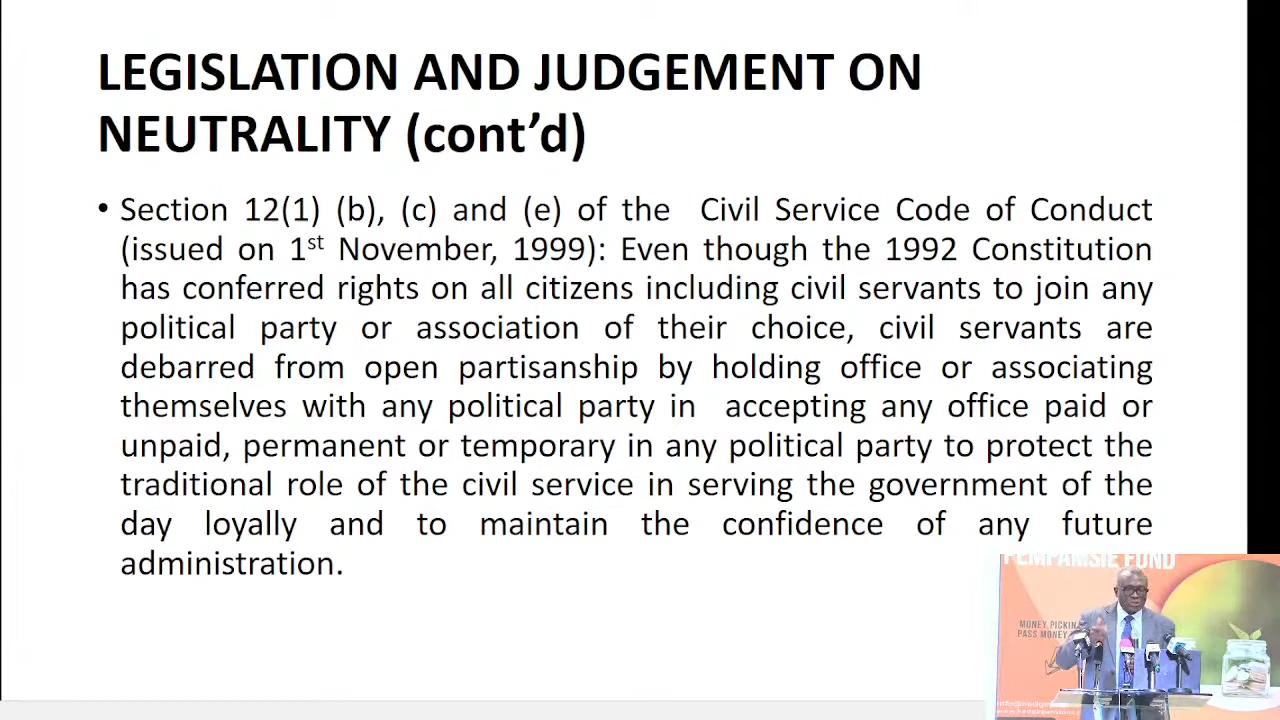 LEGISLATION AND JUDGEMENT ON
NEUTRALITY (cont’d)
• Section 12(1) (b), (c) and (e) of the Civil Service Code of Conduct
(issued on 1st November, 1999): Even though the 1992 Constitution
has conferred rights on all citizens including civil servants to join any
political party or association of their choice, civil servants are
debarred from open partisanship by holding office or associating
themselves with any political party in accepting any office paid or
unpaid, permanent or temporary in any political party to protect the
traditional role of the civil service in serving the government of the
day loyally and to maintain the confidence of any future
administration.
PEMPAMSIE FUND
MONEY PICKIN
PASS MONEY